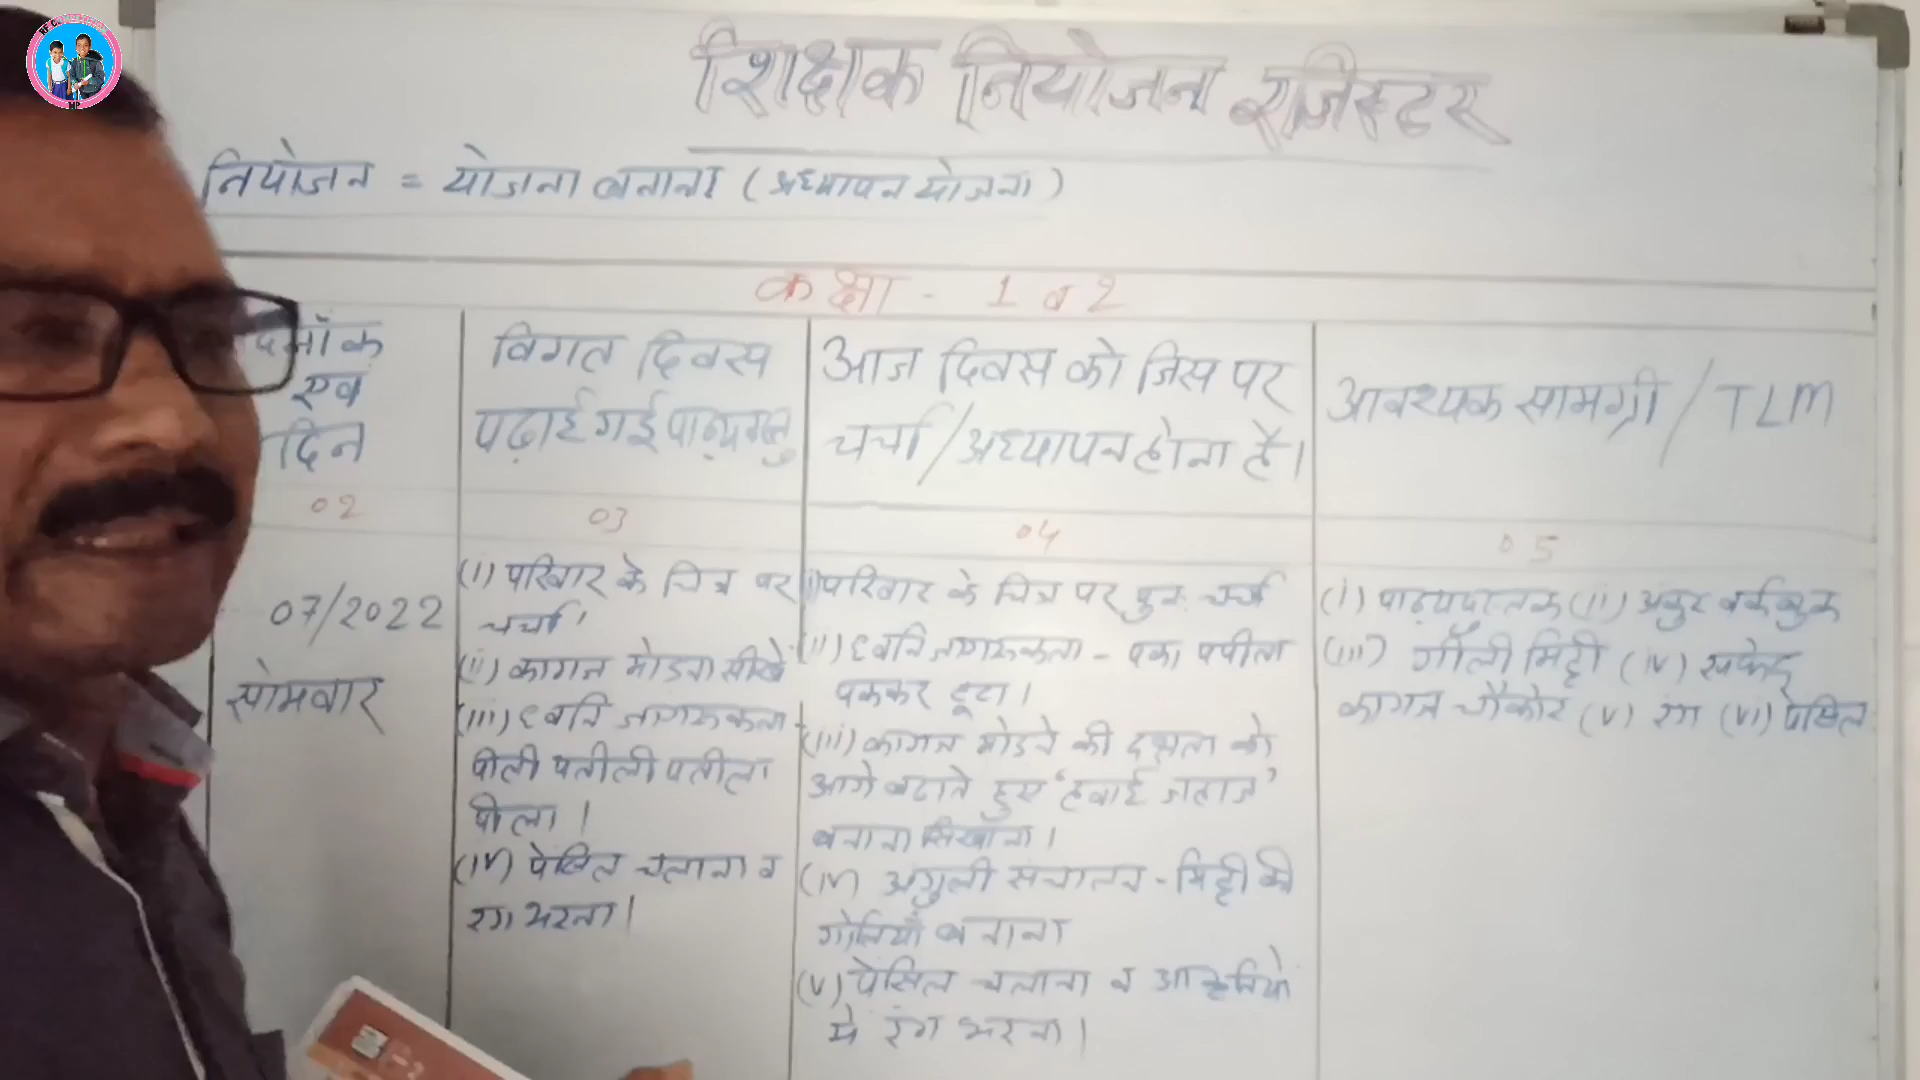 शिक्षक नियोजन रजिस्टर
नियोजन = योजना बनाना (अध्यापन योजना)
कक्षा - 1 व 2
एवं
दिन
विगत दिवस
पढ़ाई गई पाठ्यवस्तु
आज दिवस को जिस पर
चर्चा/अध्यापन होना है।
आवश्यक सामग्री/TLM
02
03
04
05
07/2022
सोमवार
(i) परिवार के चित्र पर
चर्चा।
(ii) कागज मोडना सीखें
(iii) ध्वनि जागरूकता -
पीली पतीली पतीला
पीला।
(iv) पेंसिल चलाना व
रंग भरना।
(i) परिवार के चित्र पर पुनः चर्चा
(ii) ध्वनि जागरूकता - पका पपीता
पककर टूटा।
(iii) कागज मोडने की दक्षता को
आगे बढाते हुए 'हवाई जहाज'
बनाना सिखाना।
(iv) अंगुली संचालन - मिट्टी की
गोलियाँ बनाना
(v) पेंसिल चलाना व आकृतियों
में रंग भरना।
(i) पाठ्यपुस्तक (ii) अंकुर वर्कबुक
(iii) गीली मिट्टी (iv) सफेद
कागज चौकोर (v) रंग (vi) पेंसिल